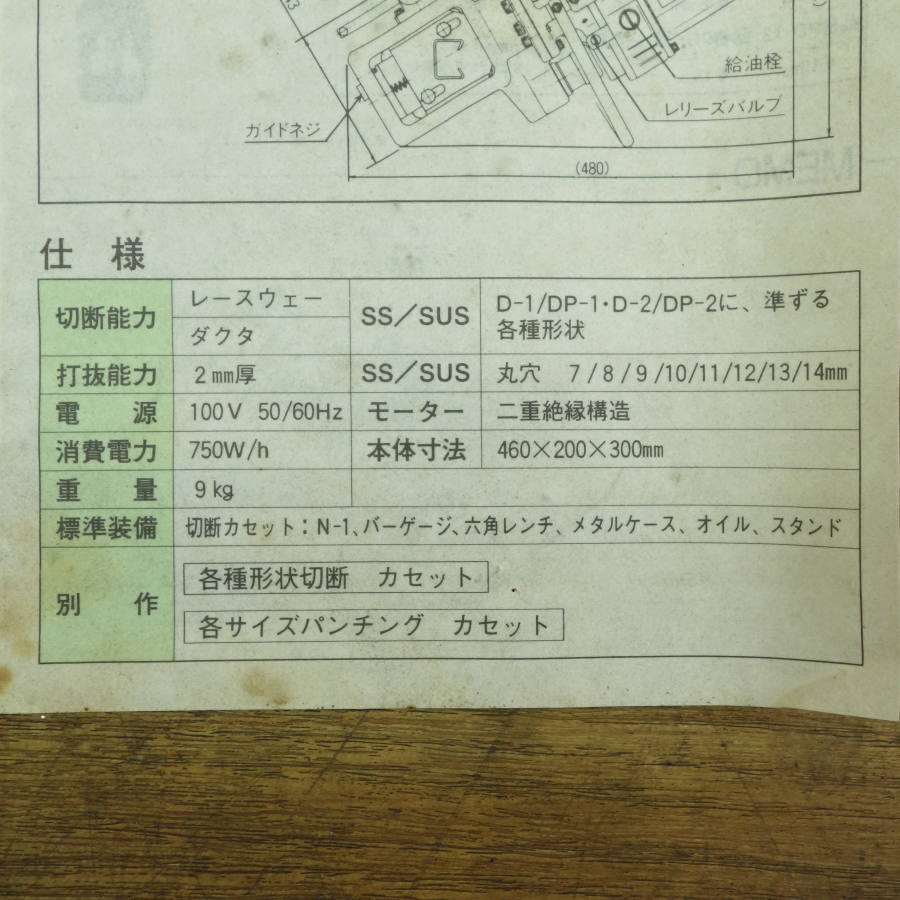 給油栓
レリーズバルブ
ガイドネジ
(480)
仕 様
切断能力 レースウェー SS/SUS D-1/DP-1・D-2/DP-2に、準ずる
ダクタ 各種形状
打抜能力 2mm厚 SS/SUS 丸穴 7/8/9/10/11/12/13/14mm
電 源 100V 50/60Hz モーター 二重絶縁構造
消費電力 750W/h 本体寸法 460×200×300mm
重 量 9kg
標準装備 切断カセット:N-1、バーゲージ、六角レンチ、メタルケース、オイル、スタンド
別 作 各種形状切断 カセット
各サイズパンチング カセット